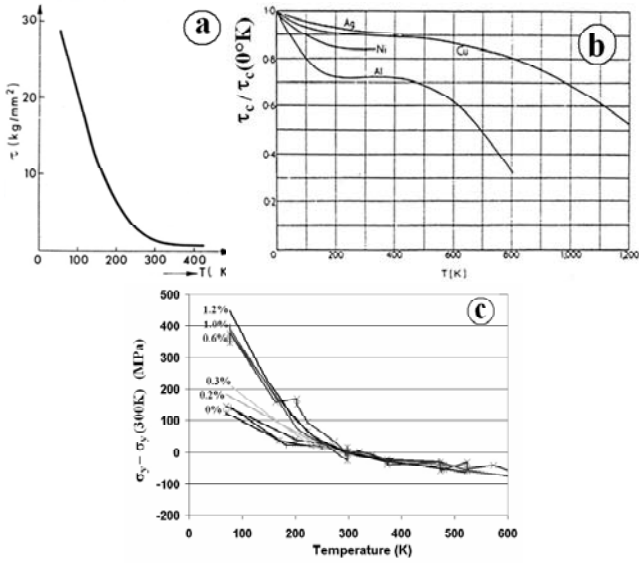 a
30
20
10
0
τ (kg/mm²)
0 100 200 300 400
T( K
b
τc / τc(0°K)
1·0
0·8
0·6
0·4
0·2
Ag
Ni
Al
Cu
0 200 400 600 800 1,000 1,200
T(K)
c
500
400
300
200
100
0
-100
-200
1.2%
1.0%
0.6%
0.3%
0.2%
0%
σy – σy (300K) (MPa)
0 100 200 300 400 500 600
Temperature (K)